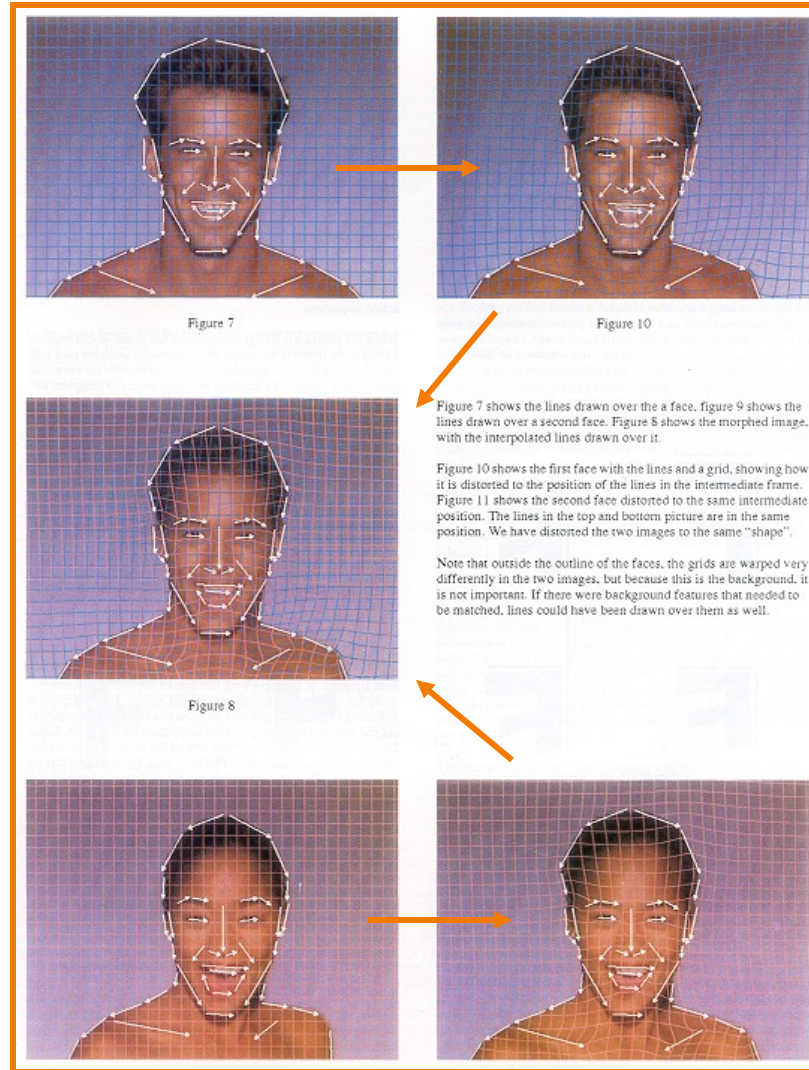 Figure 7
Figure 10
Figure 7 shows the lines drawn over the a face, figure 9 shows the
lines drawn over a second face. Figure 8 shows the morphed image,
with the interpolated lines drawn over it.
Figure 10 shows the first face with the lines and a grid, showing how
it is distorted to the position of the lines in the intermediate frame.
Figure 11 shows the second face distorted to the same intermediate
position. The lines in the top and bottom picture are in the same
position. We have distorted the two images to the same "shape".
Note that outside the outline of the faces, the grids are warped very
differently in the two images, but because this is the background, it
is not important. If there were background features that needed to
be matched, lines could have been drawn over them as well.
Figure 8